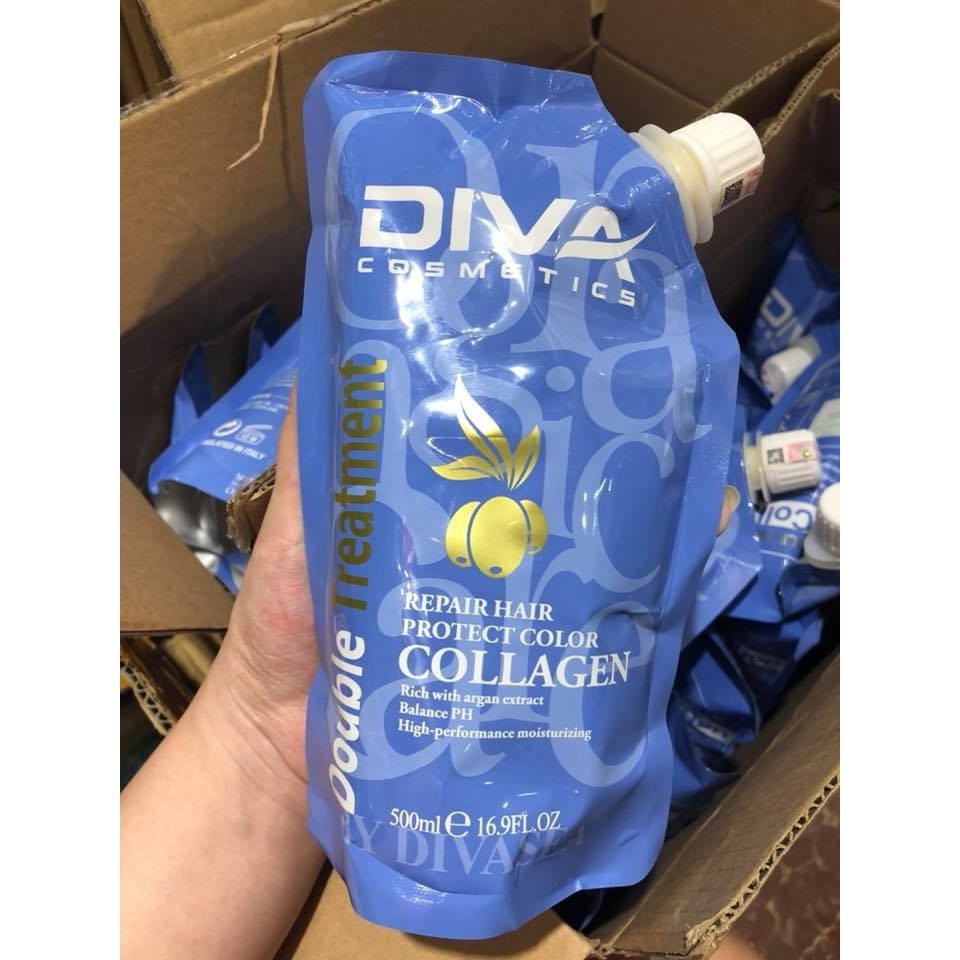 DIVA
COSMETICS
Double Treatment
REPAIR HAIR
PROTECT COLOR
COLLAGEN
Rich with argan extract
Balance PH
High-performance moisturizing
500ml ℮ 16.9FL.OZ
DIVA